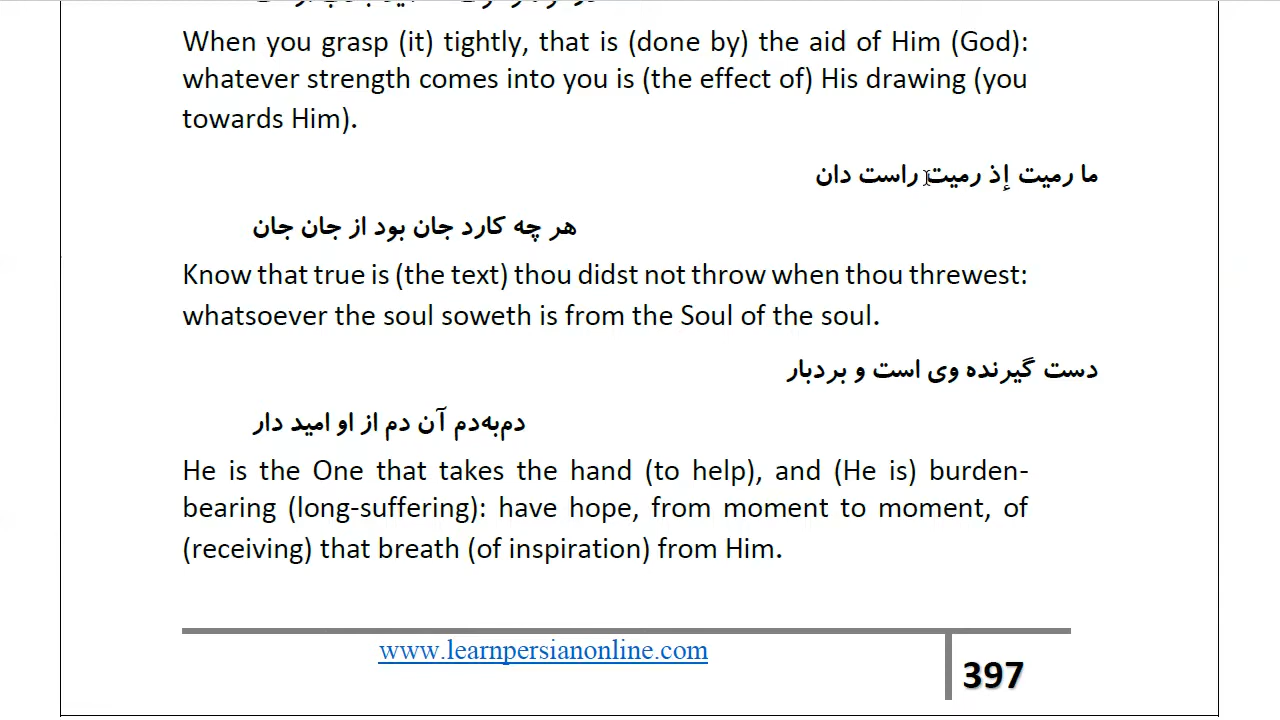 When you grasp (it) tightly, that is (done by) the aid of Him (God):
whatever strength comes into you is (the effect of) His drawing (you
towards Him).
ما رمیت إذ رمیت راست دان
هر چه کارد جان بود از جان جان
Know that true is (the text) thou didst not throw when thou threwest:
whatsoever the soul soweth is from the Soul of the soul.
دست گیرنده وی است و بردبار
دم‌به‌دم آن دم از او امید دار
He is the One that takes the hand (to help), and (He is) burden-
bearing (long-suffering): have hope, from moment to moment, of
(receiving) that breath (of inspiration) from Him.
www.learnpersianonline.com
397